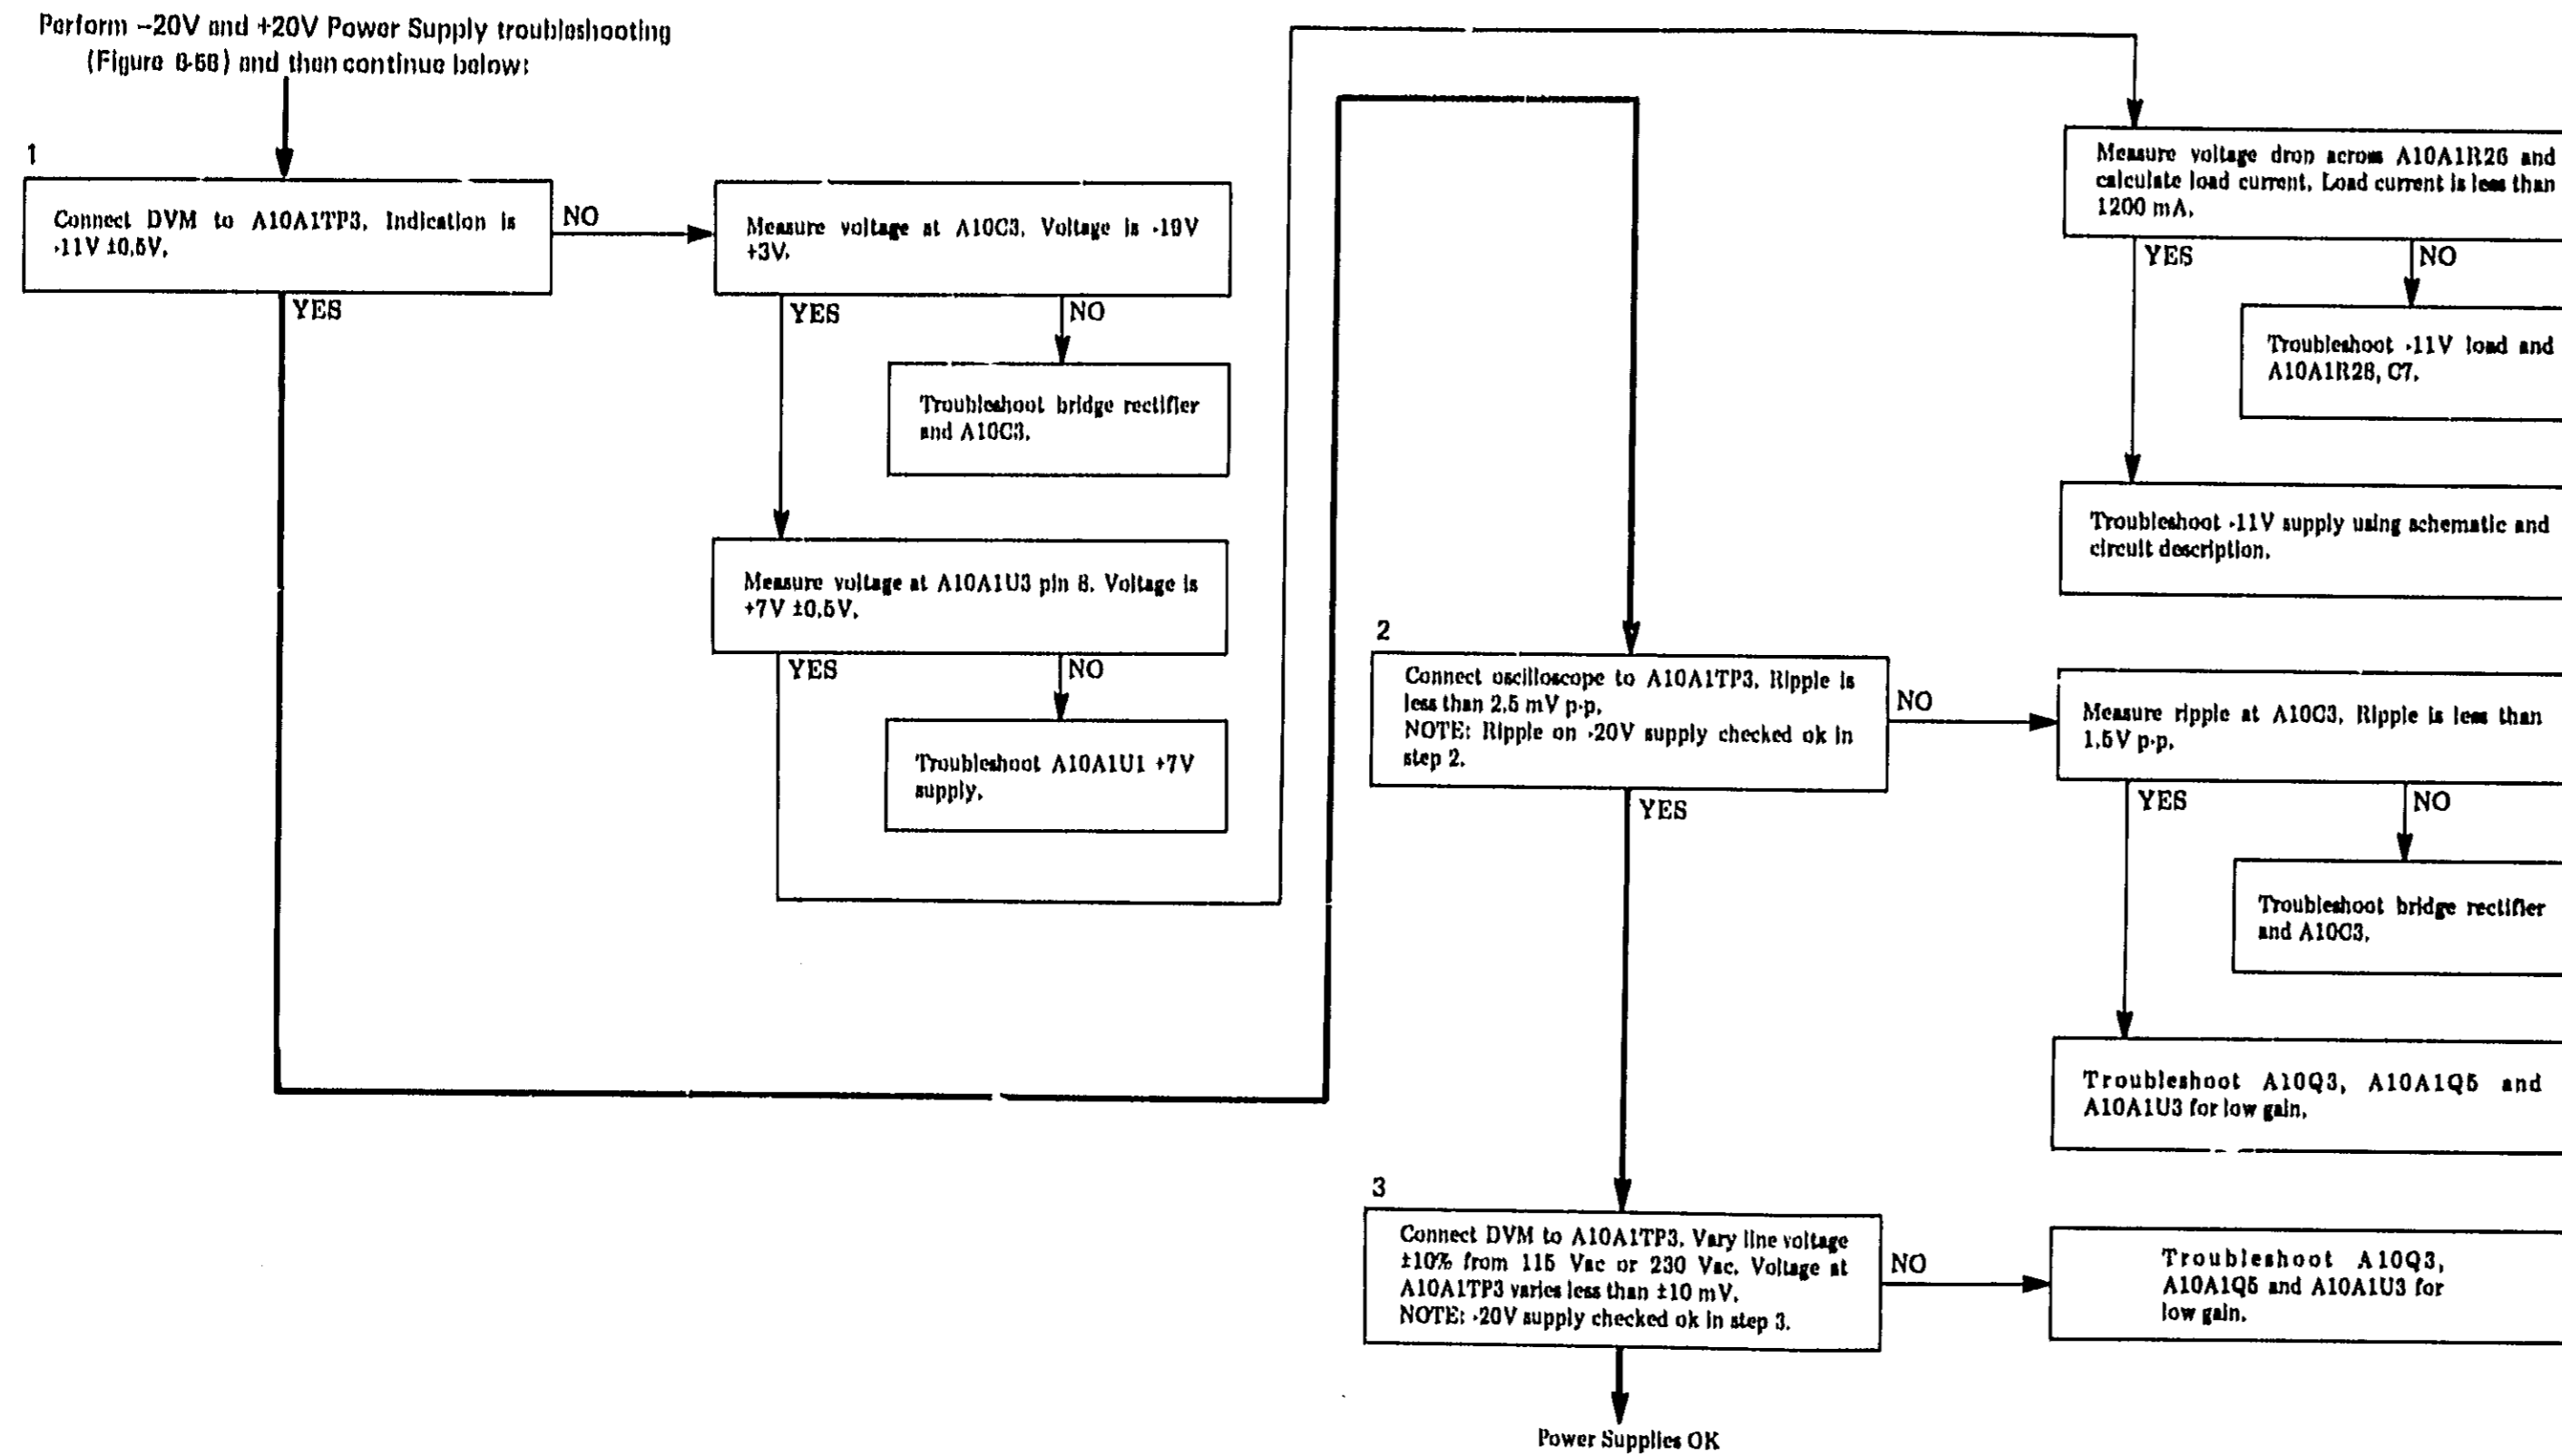 Perform –20V and +20V Power Supply troubleshooting
(Figure 8-58) and then continue below:
1
Connect DVM to A10A1TP3. Indication is
-11V ±0.5V.
NO
YES
Measure voltage at A10C3. Voltage is -19V
+3V.
YES
NO
Troubleshoot bridge rectifier
and A10C3.
Measure voltage at A10A1U3 pin 8. Voltage is
+7V ±0.5V.
YES
NO
Troubleshoot A10A1U1 +7V
supply.
Measure voltage drop across A10A1R26 and
calculate load current. Load current is less than
1200 mA.
YES
NO
Troubleshoot -11V load and
A10A1R28, C7.
Troubleshoot -11V supply using schematic and
circuit description.
2
Connect oscilloscope to A10A1TP3. Ripple is
less than 2.5 mV p-p.
NOTE: Ripple on -20V supply checked ok in
step 2.
NO
YES
Measure ripple at A10C3. Ripple is less than
1.5V p-p.
YES
NO
Troubleshoot bridge rectifier
and A10C3.
Troubleshoot A10Q3, A10A1Q5 and
A10A1U3 for low gain.
3
Connect DVM to A10A1TP3. Vary line voltage
±10% from 115 Vac or 230 Vac. Voltage at
A10A1TP3 varies less than ±10 mV.
NOTE: -20V supply checked ok in step 3.
NO
Troubleshoot A10Q3,
A10A1Q5 and A10A1U3 for
low gain.
Power Supplies OK